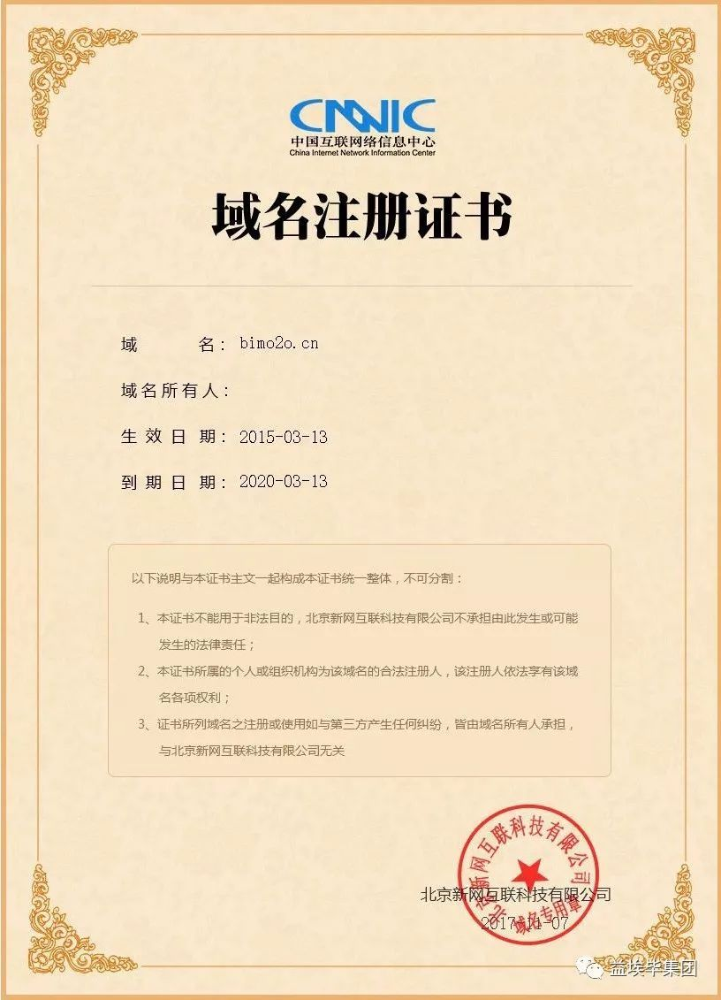 CNNIC
中国互联网络信息中心
China Internet Network Information Center
域名注册证书
域 名： bimo2o.cn
域名所有人：
生效日期： 2015-03-13
到期日期： 2020-03-13
以下说明与本证书主文一起构成本证书统一整体，不可分割：
1、本证书不能用于非法目的，北京新网互联科技有限公司不承担由此发生或可能
发生的法律责任；
2、本证书所属的个人或组织机构为该域名的合法注册人，该注册人依法享有该域
名各项权利；
3、证书所列域名之注册或使用如与第三方产生任何纠纷，皆由域名所有人承担，
与北京新网互联科技有限公司无关
北京新网互联科技有限公司
域名专用章
北京新网互联科技有限公司
2017-11-07
益埃毕集团